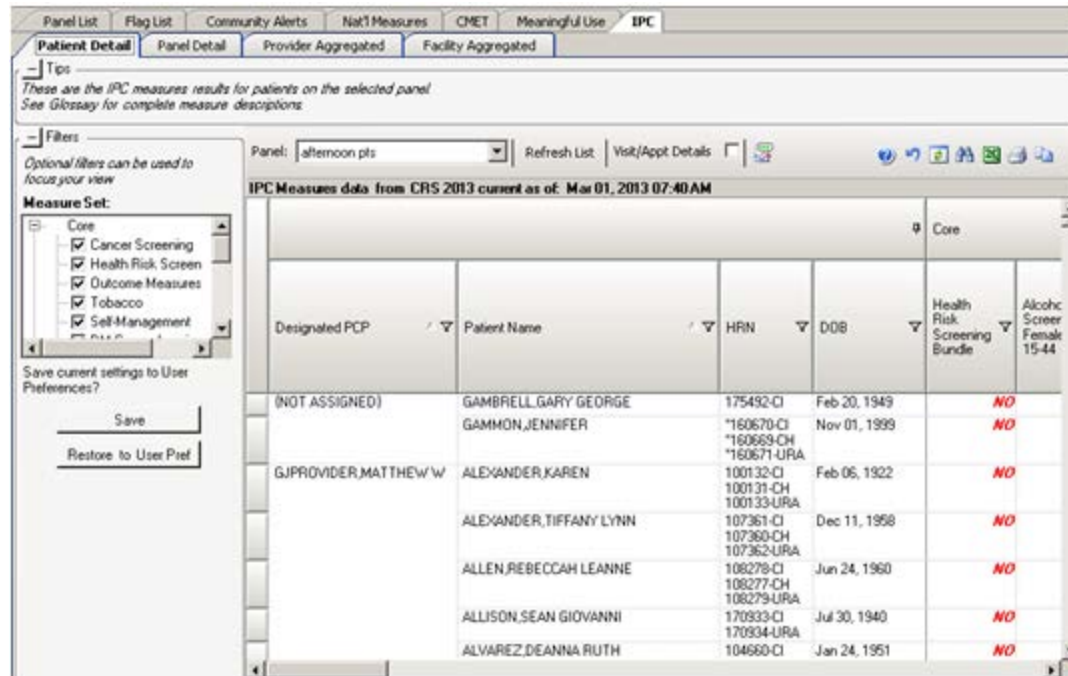 Panel List Flag List Community Alerts Nat'l Measures CMET Meaningful Use IPC
Patient Detail Panel Detail Provider Aggregated Facility Aggregated
Tips
These are the IPC measures results for patients on the selected panel.
See Glossary for complete measure descriptions.
Filters
Optional filters can be used to
focus your view
Measure Set:
Core
Cancer Screening
Health Risk Screen
Outcome Measures
Tobacco
Self-Management
Save current settings to User
Preferences?
Save
Restore to User Pref
Panel: afternoon pts Refresh List Visit/Appt Details
IPC Measures data from CRS 2013 current as of: Mar 01, 2013 07:40 AM
Core
Designated PCP Patient Name HRN DOB
Health
Risk
Screening
Bundle
Alcohc
Screer
Female
15-44
(NOT ASSIGNED) GAMBRELL,GARY GEORGE 175492-CI Feb 20, 1949 NO
GAMMON,JENNIFER *160670-CI Nov 01, 1999 NO
*160669-CH
*160671-URA
GJPROVIDER,MATTHEW W ALEXANDER,KAREN 100132-CI Feb 06, 1922 NO
100131-CH
100133-URA
ALEXANDER,TIFFANY LYNN 107361-CI Dec 11, 1958 NO
107360-CH
107362-URA
ALLEN,REBECCAH LEANNE 108278-CI Jun 24, 1960 NO
108277-CH
108279-URA
ALLISON,SEAN GIOVANNI 170933-CI Jul 30, 1940 NO
170934-URA
ALVAREZ,DEANNA RUTH 104660-CI Jan 24, 1951 NO